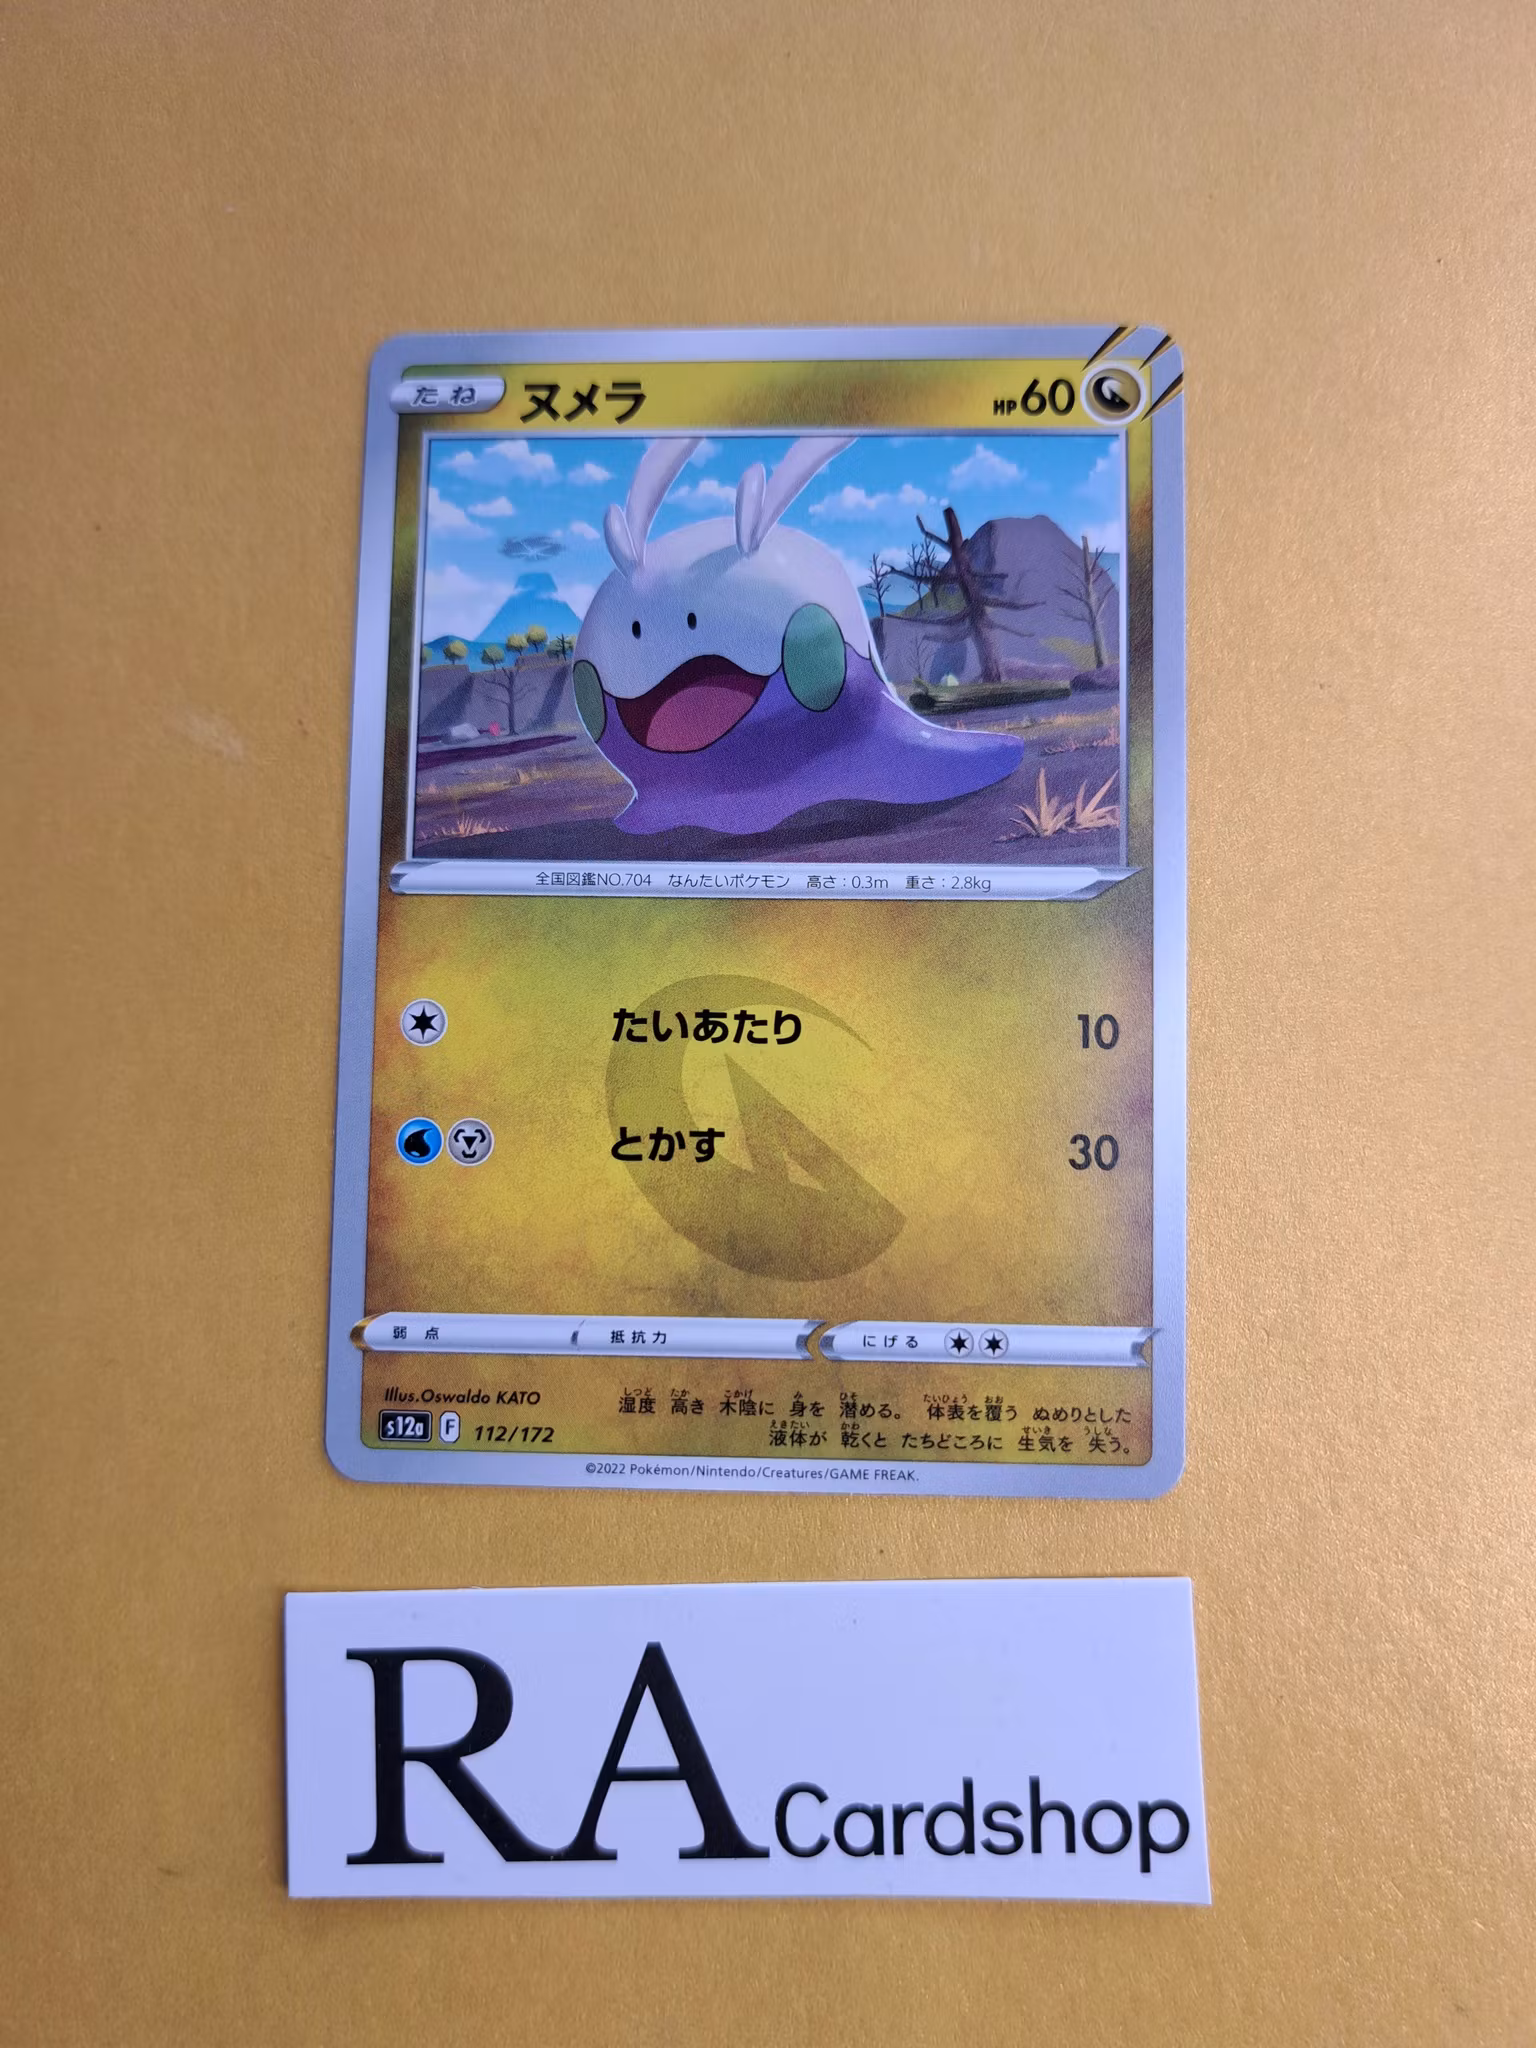 たね ヌメラ HP60
全国図鑑NO.704 なんたいポケモン 高さ:0.3m 重さ:2.8kg
たいあたり 10
とかす 30
弱点 抵抗力 にげる
Illus.Oswaldo KATO
s12a F 112/172
湿度 高き 木陰に 身を 潜める。 体表を覆う ぬめりとした
液体が 乾くと たちどころに 生気を 失う。
©2022 Pokémon/Nintendo/Creatures/GAME FREAK.
RA Cardshop